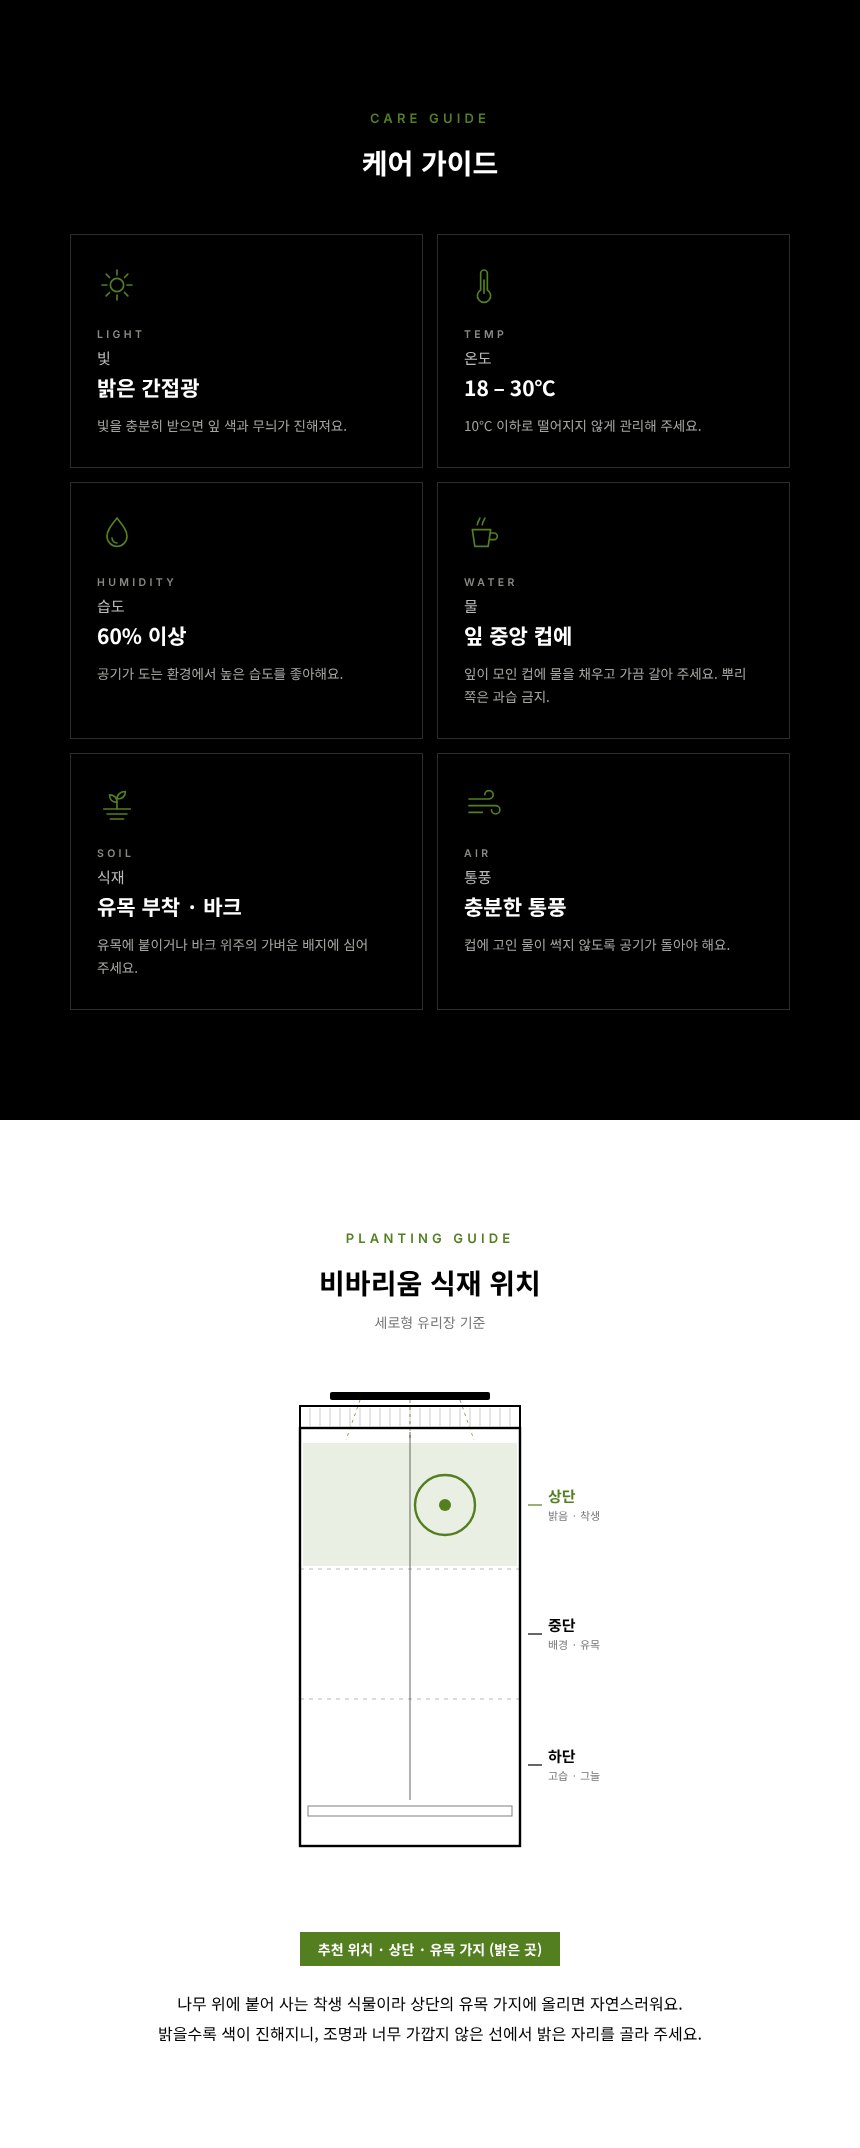 CARE GUIDE
케어 가이드
LIGHT
빛
밝은 간접광
빛을 충분히 받으면 잎 색과 무늬가 진해져요.
TEMP
온도
18 – 30℃
10℃ 이하로 떨어지지 않게 관리해 주세요.
HUMIDITY
습도
60% 이상
공기가 도는 환경에서 높은 습도를 좋아해요.
WATER
물
잎 중앙 컵에
잎이 모인 컵에 물을 채우고 가끔 갈아 주세요. 뿌리
쪽은 과습 금지.
SOIL
식재
유목 부착 · 바크
유목에 붙이거나 바크 위주의 가벼운 배지에 심어
주세요.
AIR
통풍
충분한 통풍
컵에 고인 물이 썩지 않도록 공기가 돌아야 해요.
PLANTING GUIDE
비바리움 식재 위치
세로형 유리장 기준
상단
밝음 · 착생
중단
배경 · 유목
하단
고습 · 그늘
추천 위치 · 상단 · 유목 가지 (밝은 곳)
나무 위에 붙어 사는 착생 식물이라 상단의 유목 가지에 올리면 자연스러워요.
밝을수록 색이 진해지니, 조명과 너무 가깝지 않은 선에서 밝은 자리를 골라 주세요.